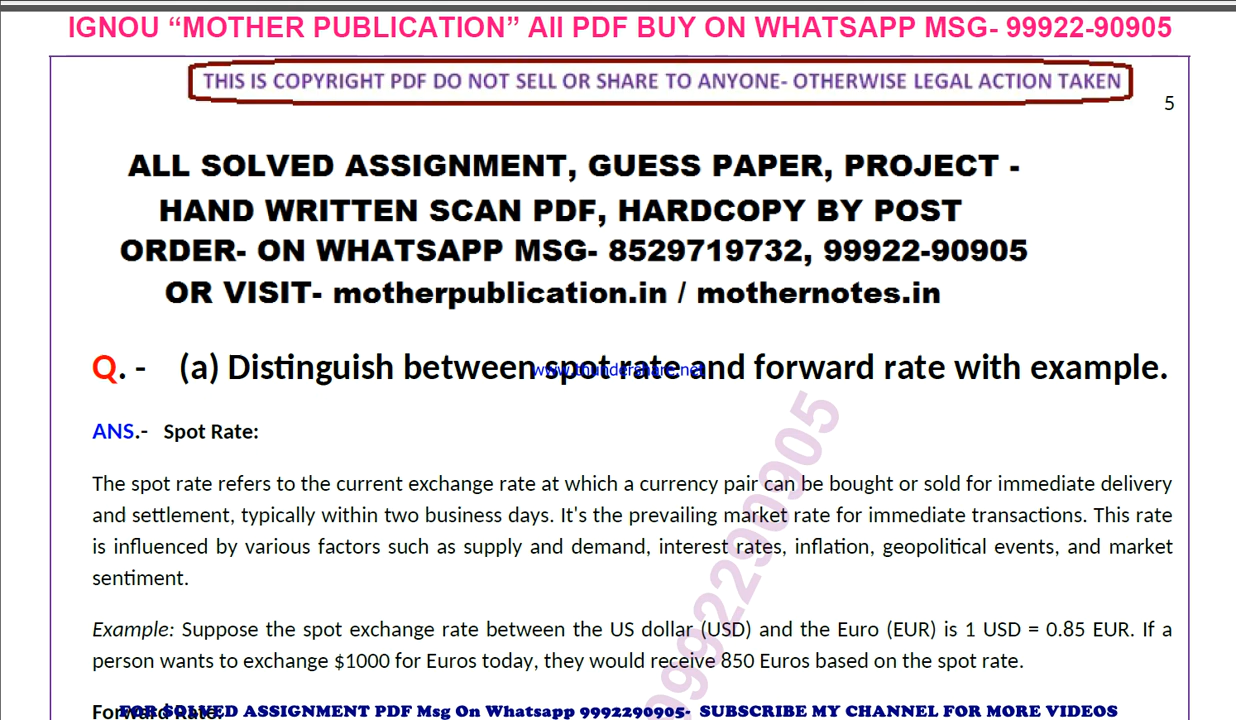 IGNOU “MOTHER PUBLICATION” All PDF BUY ON WHATSAPP MSG- 99922-90905
THIS IS COPYRIGHT PDF DO NOT SELL OR SHARE TO ANYONE- OTHERWISE LEGAL ACTION TAKEN
5
ALL SOLVED ASSIGNMENT, GUESS PAPER, PROJECT -
HAND WRITTEN SCAN PDF, HARDCOPY BY POST
ORDER- ON WHATSAPP MSG- 8529719732, 99922-90905
OR VISIT- motherpublication.in / mothernotes.in
Q. - (a) Distinguish between spot rate and forward rate with example.
www.thundershare.net
ANS.- Spot Rate:
The spot rate refers to the current exchange rate at which a currency pair can be bought or sold for immediate delivery
and settlement, typically within two business days. It's the prevailing market rate for immediate transactions. This rate
is influenced by various factors such as supply and demand, interest rates, inflation, geopolitical events, and market
sentiment.
Example: Suppose the spot exchange rate between the US dollar (USD) and the Euro (EUR) is 1 USD = 0.85 EUR. If a
person wants to exchange $1000 for Euros today, they would receive 850 Euros based on the spot rate.
Forward Rate:
FOR SOLVED ASSIGNMENT PDF Msg On Whatsapp 9992290905- SUBSCRIBE MY CHANNEL FOR MORE VIDEOS
9992290905